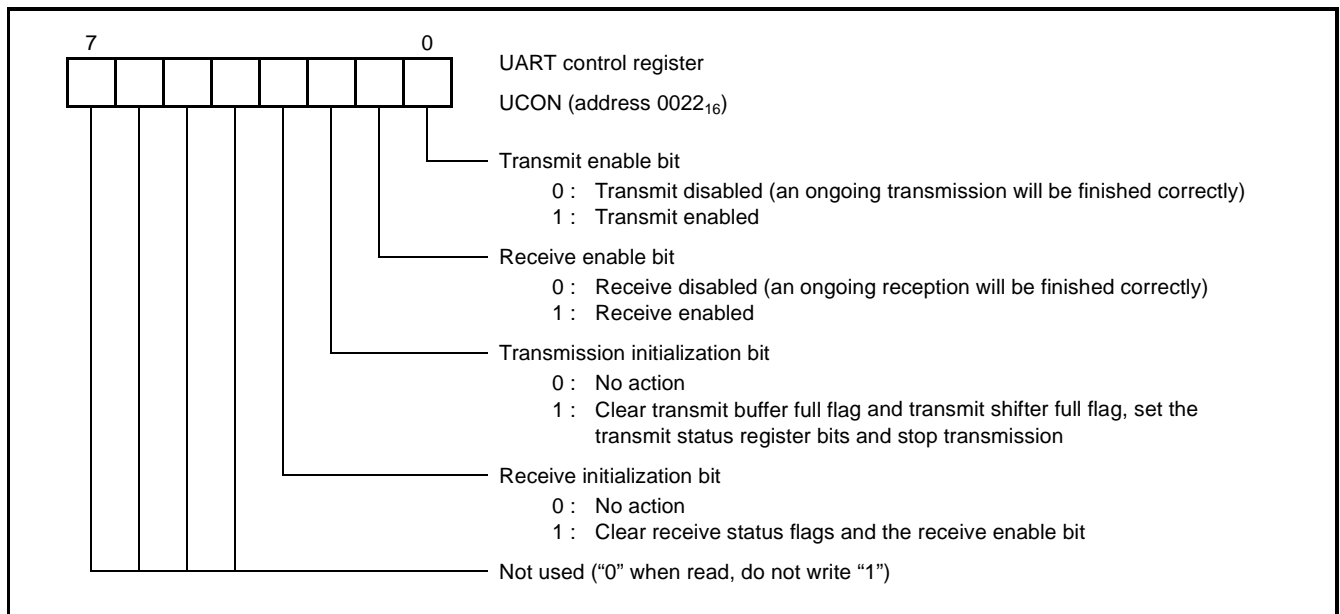 7 0
UART control register
UCON (address 0022₁₆)
Transmit enable bit
0 : Transmit disabled (an ongoing transmission will be finished correctly)
1 : Transmit enabled
Receive enable bit
0 : Receive disabled (an ongoing reception will be finished correctly)
1 : Receive enabled
Transmission initialization bit
0 : No action
1 : Clear transmit buffer full flag and transmit shifter full flag, set the
transmit status register bits and stop transmission
Receive initialization bit
0 : No action
1 : Clear receive status flags and the receive enable bit
Not used (“0” when read, do not write “1”)